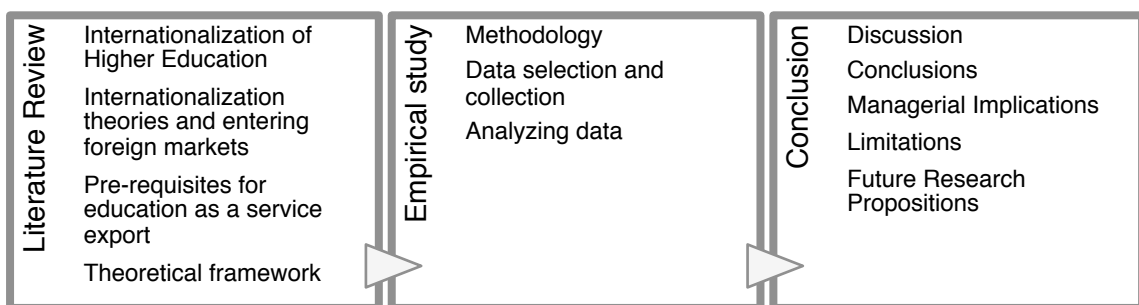 Literature Review
Internationalization of
Higher Education
Internationalization
theories and entering
foreign markets
Pre-requisites for
education as a service
export
Theoretical framework
Empirical study
Methodology
Data selection and
collection
Analyzing data
Conclusion
Discussion
Conclusions
Managerial Implications
Limitations
Future Research
Propositions